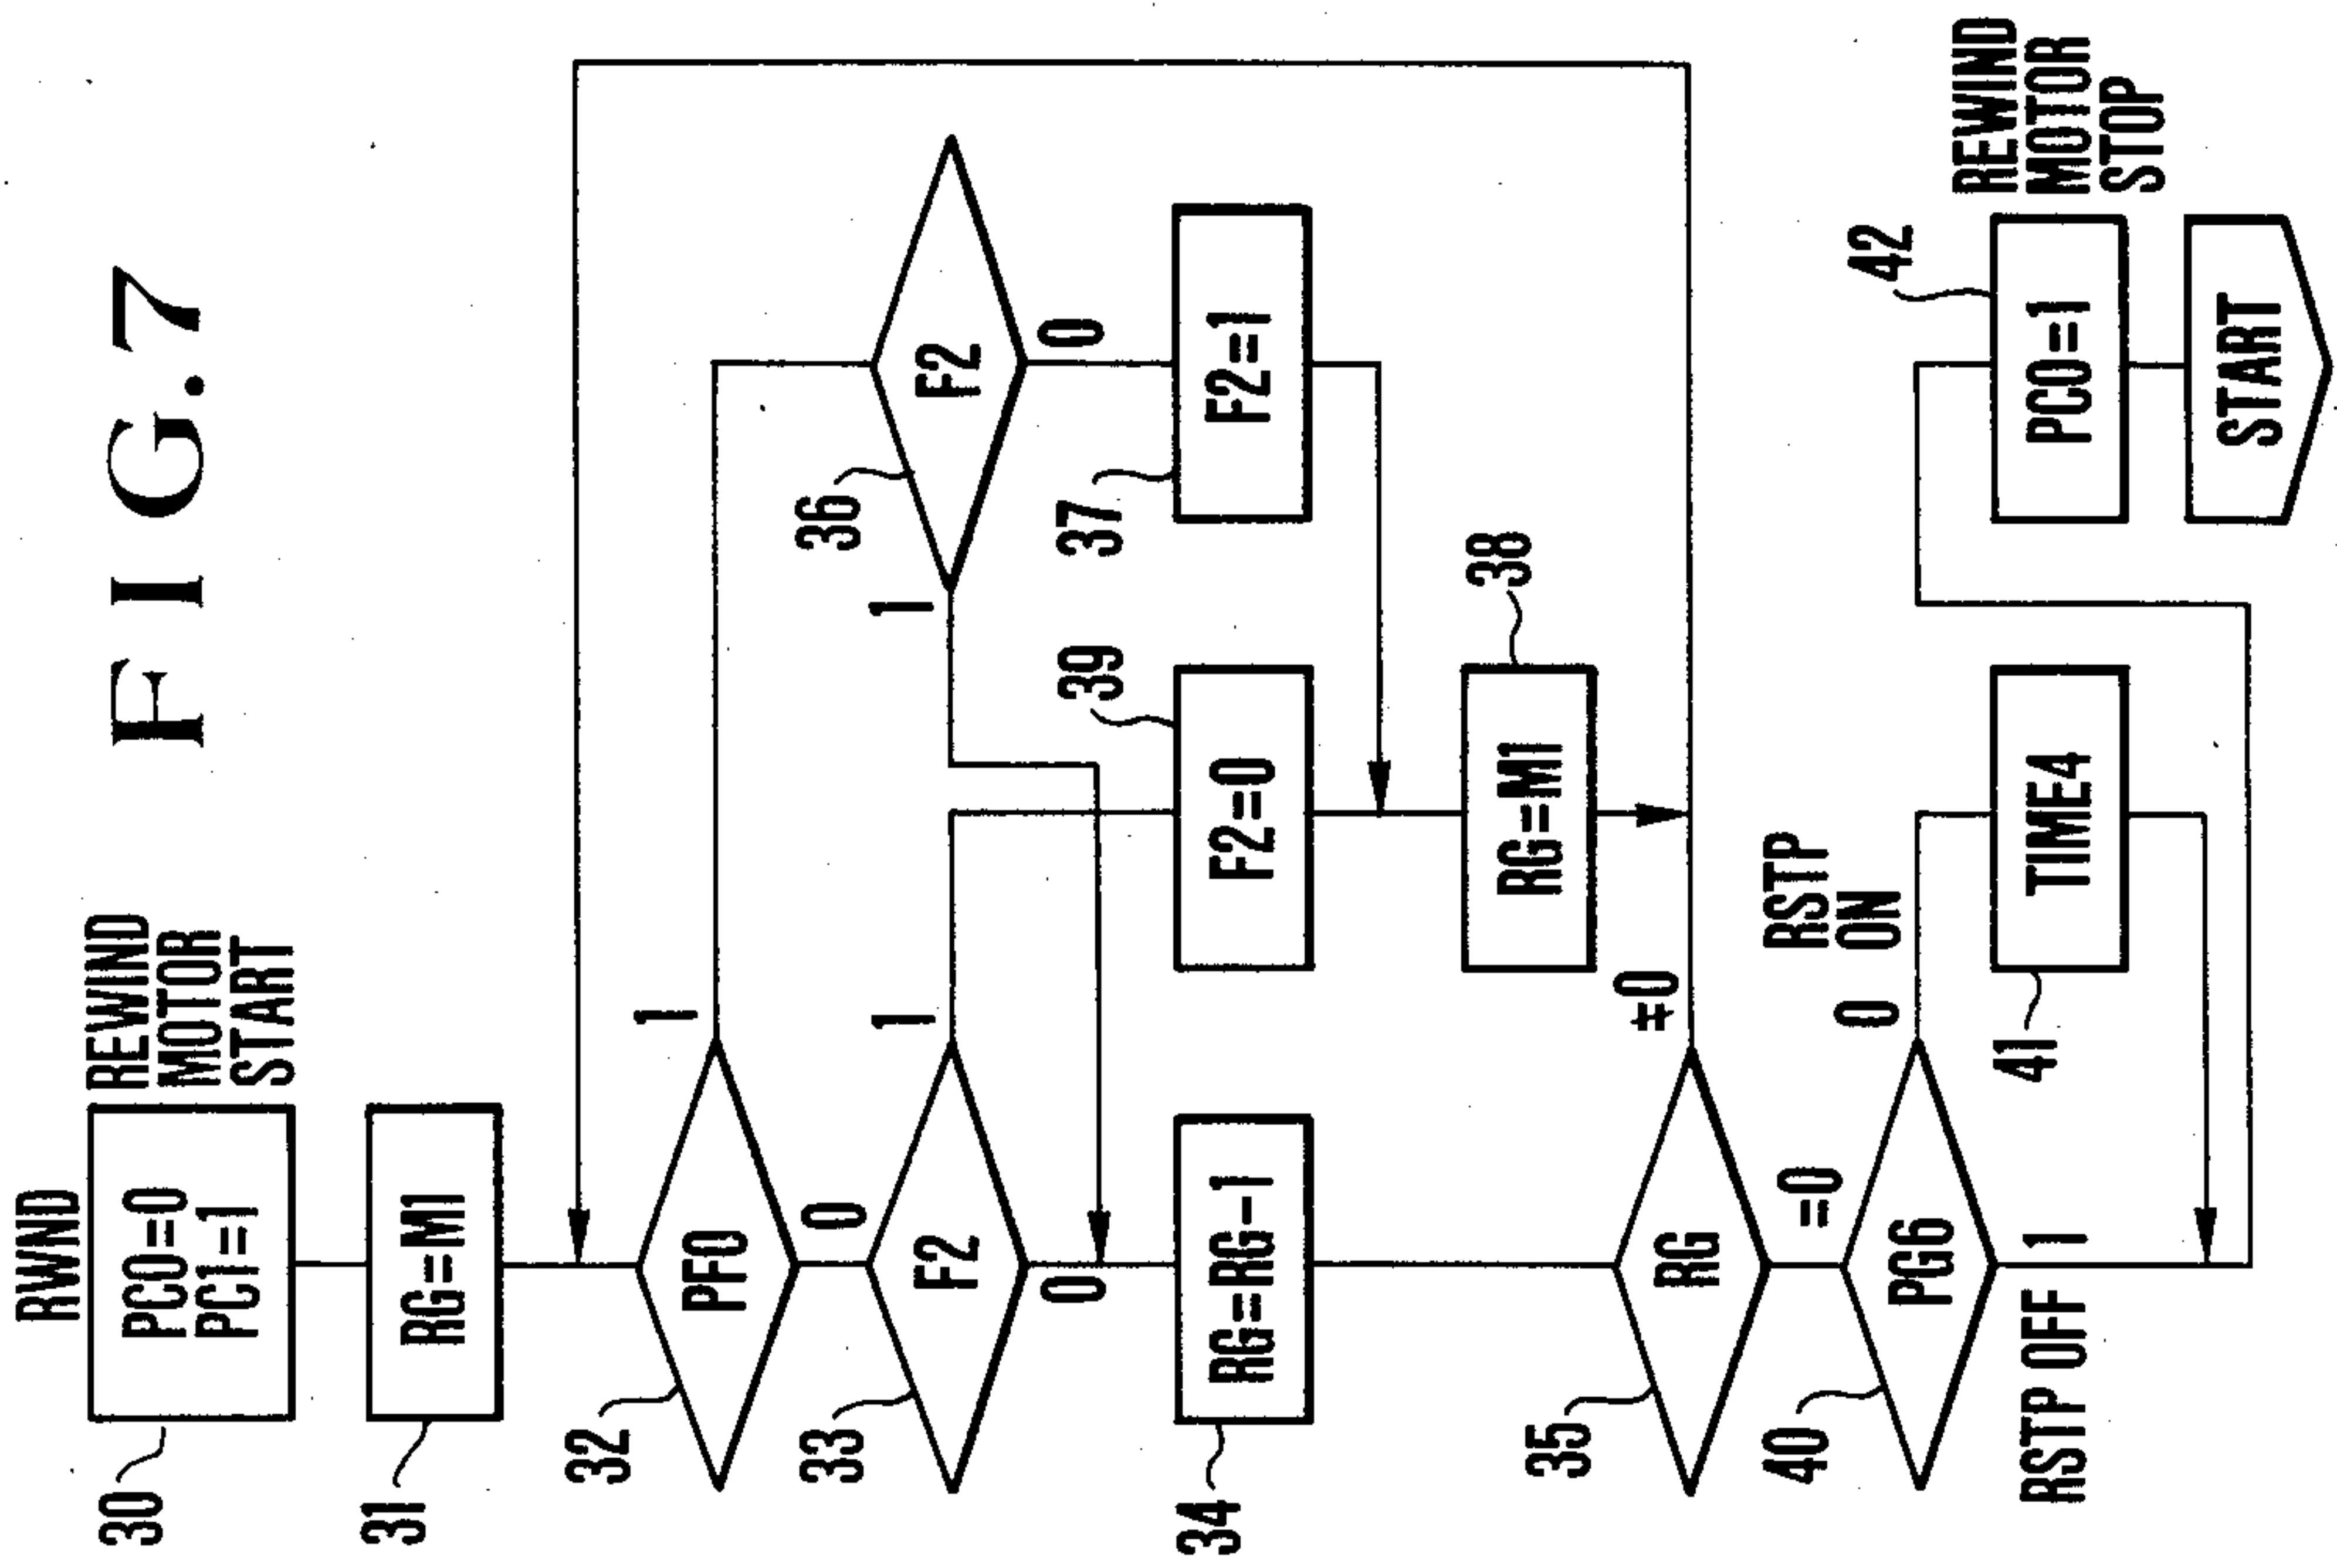 FIG.7
RWND
REWIND
MOTOR
START
PC0=0
PC1=1
30
RG=M1
31
PF0
32
1
0
F2
33
1
0
F2
36
1
0
F2=1
37
F2=0
39
RG=M1
38
RG=RG-1
34
RG
35
≠0
=0
PG6
40
0
RSTP
ON
1
RSTP OFF
TIME4
41
PC0=1
42
REWIND
MOTOR
STOP
START